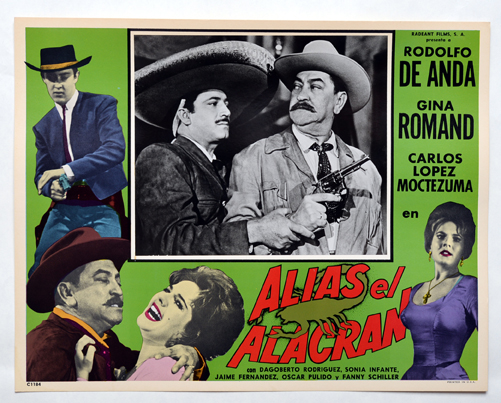 RADEANT FILMS, S. A.
presenta a
RODOLFO
DE ANDA
GINA
ROMAND
CARLOS
LOPEZ
MOCTEZUMA
en
ALIAS el
ALACRAN
con DAGOBERTO RODRIGUEZ, SONIA INFANTE,
JAIME FERNANDEZ, OSCAR PULIDO Y FANNY SCHILLER
C1184